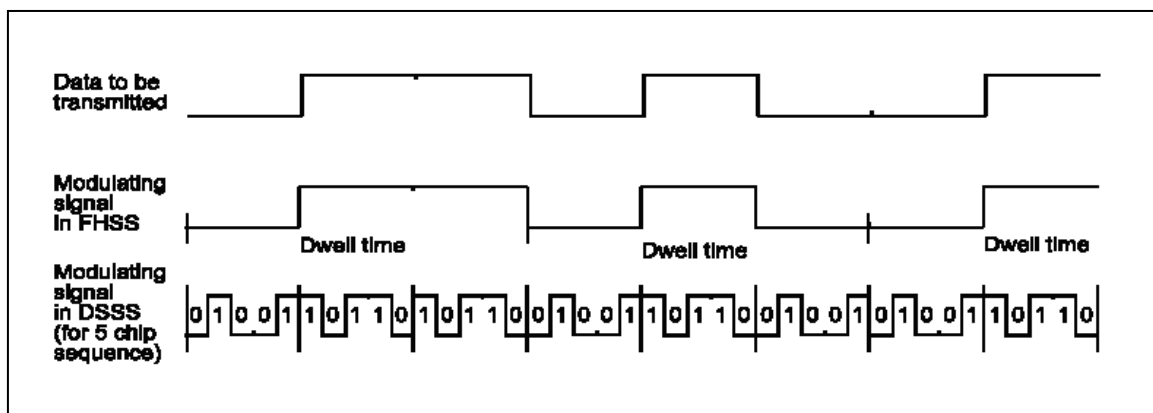 Data to be
transmitted
Modulating
signal
in FHSS
Dwell time Dwell time Dwell time
Modulating
signal
in DSSS
(for 5 chip
sequence)
0 1 0 0 1 1 0 1 1 0 1 0 1 1 0 0 1 0 0 1 1 0 1 1 0 0 1 0 0 1 0 1 0 0 1 1 0 1 1 0